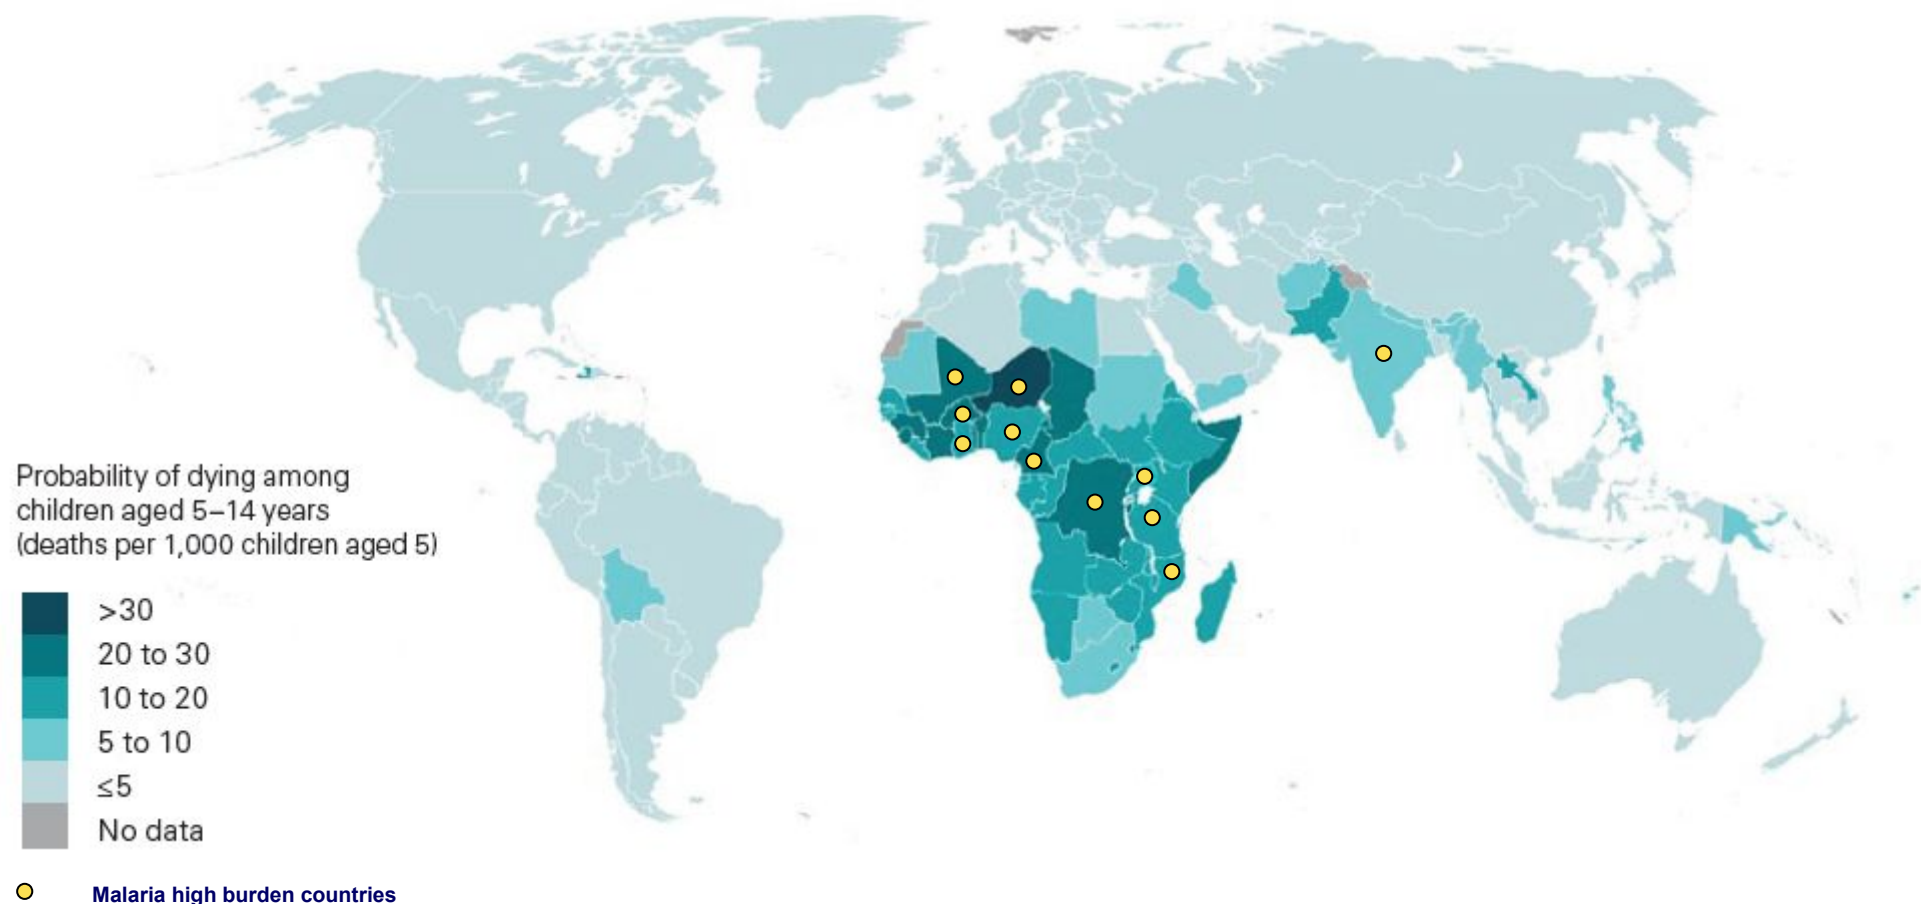 Probability of dying among
children aged 5–14 years
(deaths per 1,000 children aged 5)
>30
20 to 30
10 to 20
5 to 10
≤5
No data
Malaria high burden countries